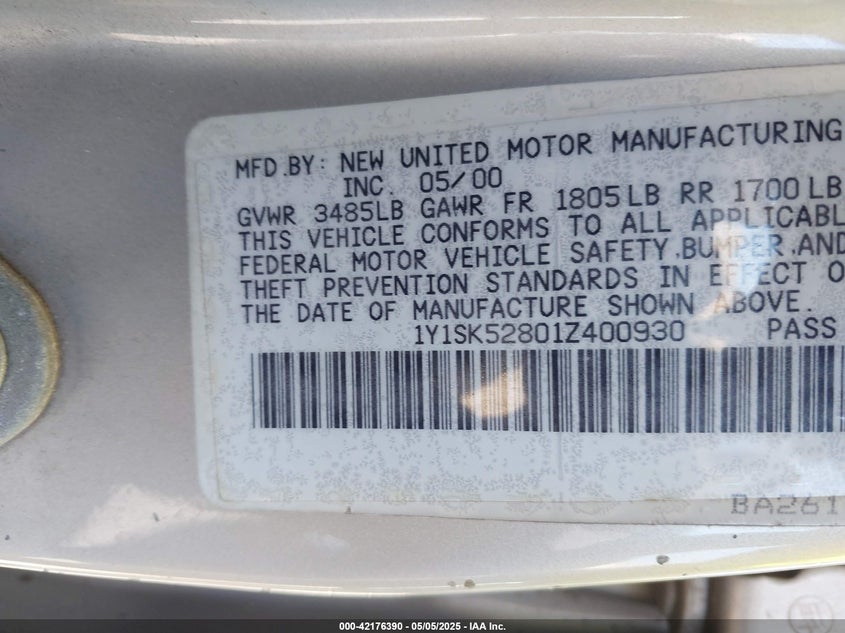 MFD.BY: NEW UNITED MOTOR MANUFACTURING
INC. 05/00
GVWR 3485LB GAWR FR 1805LB RR 1700LB
THIS VEHICLE CONFORMS TO ALL APPLICABL
FEDERAL MOTOR VEHICLE SAFETY,BUMPER,AND
THEFT PREVENTION STANDARDS IN EFFECT O
THE DATE OF MANUFACTURE SHOWN ABOVE.
1Y1SK52801Z400930 PASS
BA261
000-42176390 - 05/05/2025 - IAA Inc.